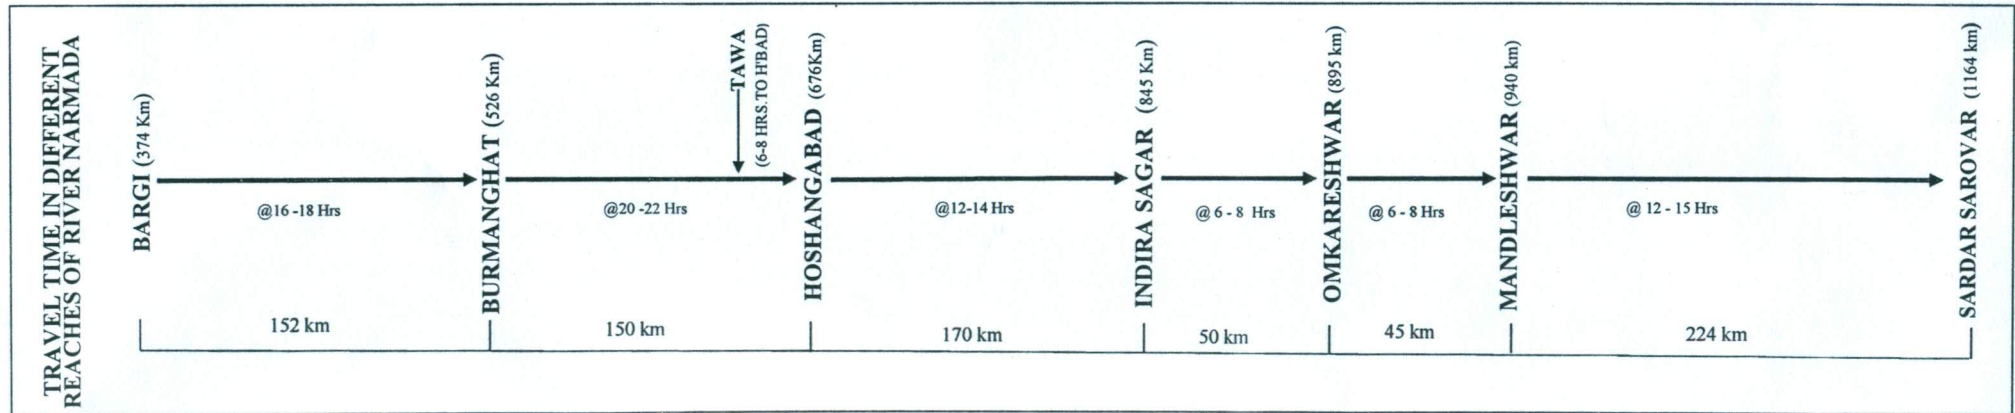 TRAVEL TIME IN DIFFERENT
REACHES OF RIVER NARMADA
BARGI (374 Km)
@16 -18 Hrs
BURMANGHAT (526 Km)
@20 -22 Hrs
TAWA
(6-8 HRS.TO H'BAD)
HOSHANGABAD (676Km)
@12-14 Hrs
INDIRA SAGAR (845 Km)
@ 6 - 8 Hrs
OMKARESHWAR (895 km)
@ 6 - 8 Hrs
MANDLESHWAR (940 km)
@ 12 - 15 Hrs
SARDAR SAROVAR (1164 km)
152 km
150 km
170 km
50 km
45 km
224 km